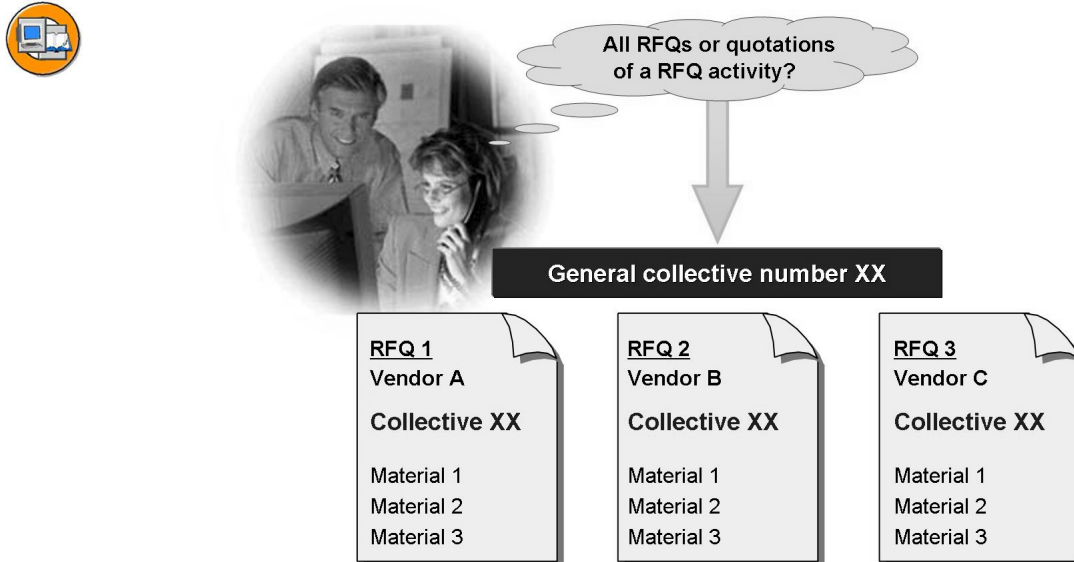 All RFQs or quotations
of a RFQ activity?
General collective number XX
RFQ 1
Vendor A
Collective XX
Material 1
Material 2
Material 3
RFQ 2
Vendor B
Collective XX
Material 1
Material 2
Material 3
RFQ 3
Vendor C
Collective XX
Material 1
Material 2
Material 3